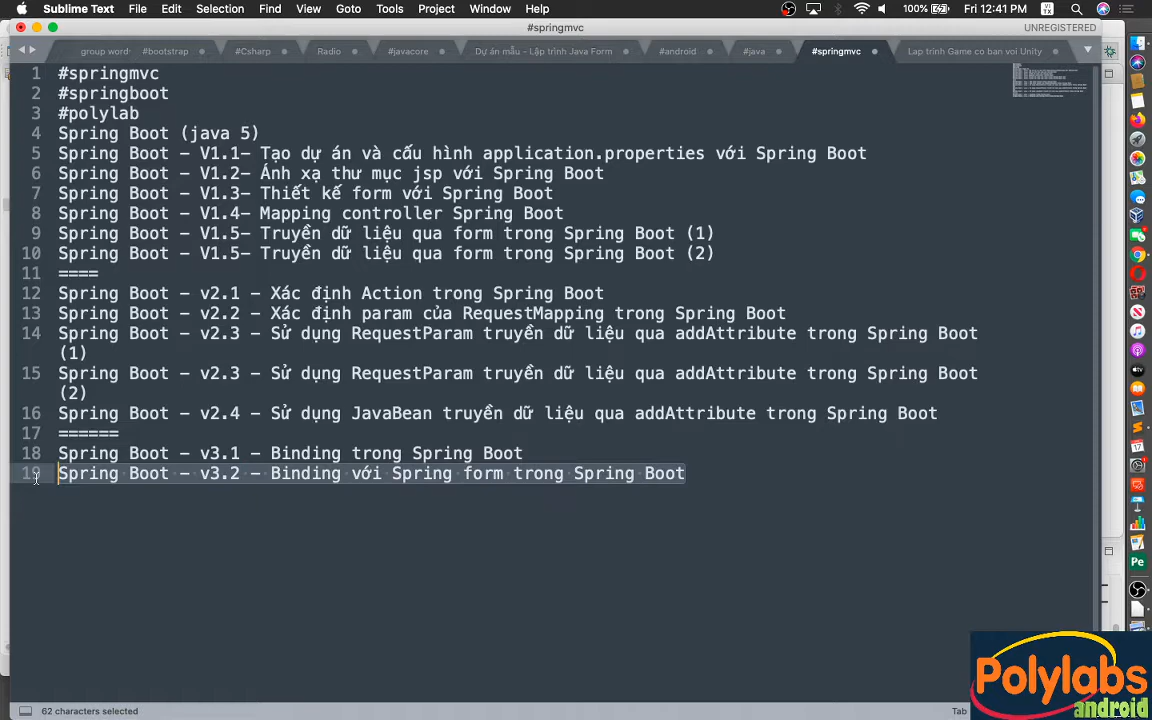 Sublime Text File Edit Selection Find View Goto Tools Project Window Help 100% Fri 12:41 PM
#springmvc UNREGISTERED
group word #bootstrap #Csharp Radio #javacore Dự án mẫu - Lập trình Java Form #android #java #springmvc Lap trinh Game co ban voi Unity
1 #springmvc
2 #springboot
3 #polylab
4 Spring Boot (java 5)
5 Spring Boot - V1.1- Tạo dự án và cấu hình application.properties với Spring Boot
6 Spring Boot - V1.2- Ánh xạ thư mục jsp với Spring Boot
7 Spring Boot - V1.3- Thiết kế form với Spring Boot
8 Spring Boot - V1.4- Mapping controller Spring Boot
9 Spring Boot - V1.5- Truyền dữ liệu qua form trong Spring Boot (1)
10 Spring Boot - V1.5- Truyền dữ liệu qua form trong Spring Boot (2)
11 ====
12 Spring Boot - v2.1 - Xác định Action trong Spring Boot
13 Spring Boot - v2.2 - Xác định param của RequestMapping trong Spring Boot
14 Spring Boot - v2.3 - Sử dụng RequestParam truyền dữ liệu qua addAttribute trong Spring Boot
(1)
15 Spring Boot - v2.3 - Sử dụng RequestParam truyền dữ liệu qua addAttribute trong Spring Boot
(2)
16 Spring Boot - v2.4 - Sử dụng JavaBean truyền dữ liệu qua addAttribute trong Spring Boot
17 ======
18 Spring Boot - v3.1 - Binding trong Spring Boot
19 Spring Boot - v3.2 - Binding với Spring form trong Spring Boot
Polylabs
android
62 characters selected Tab